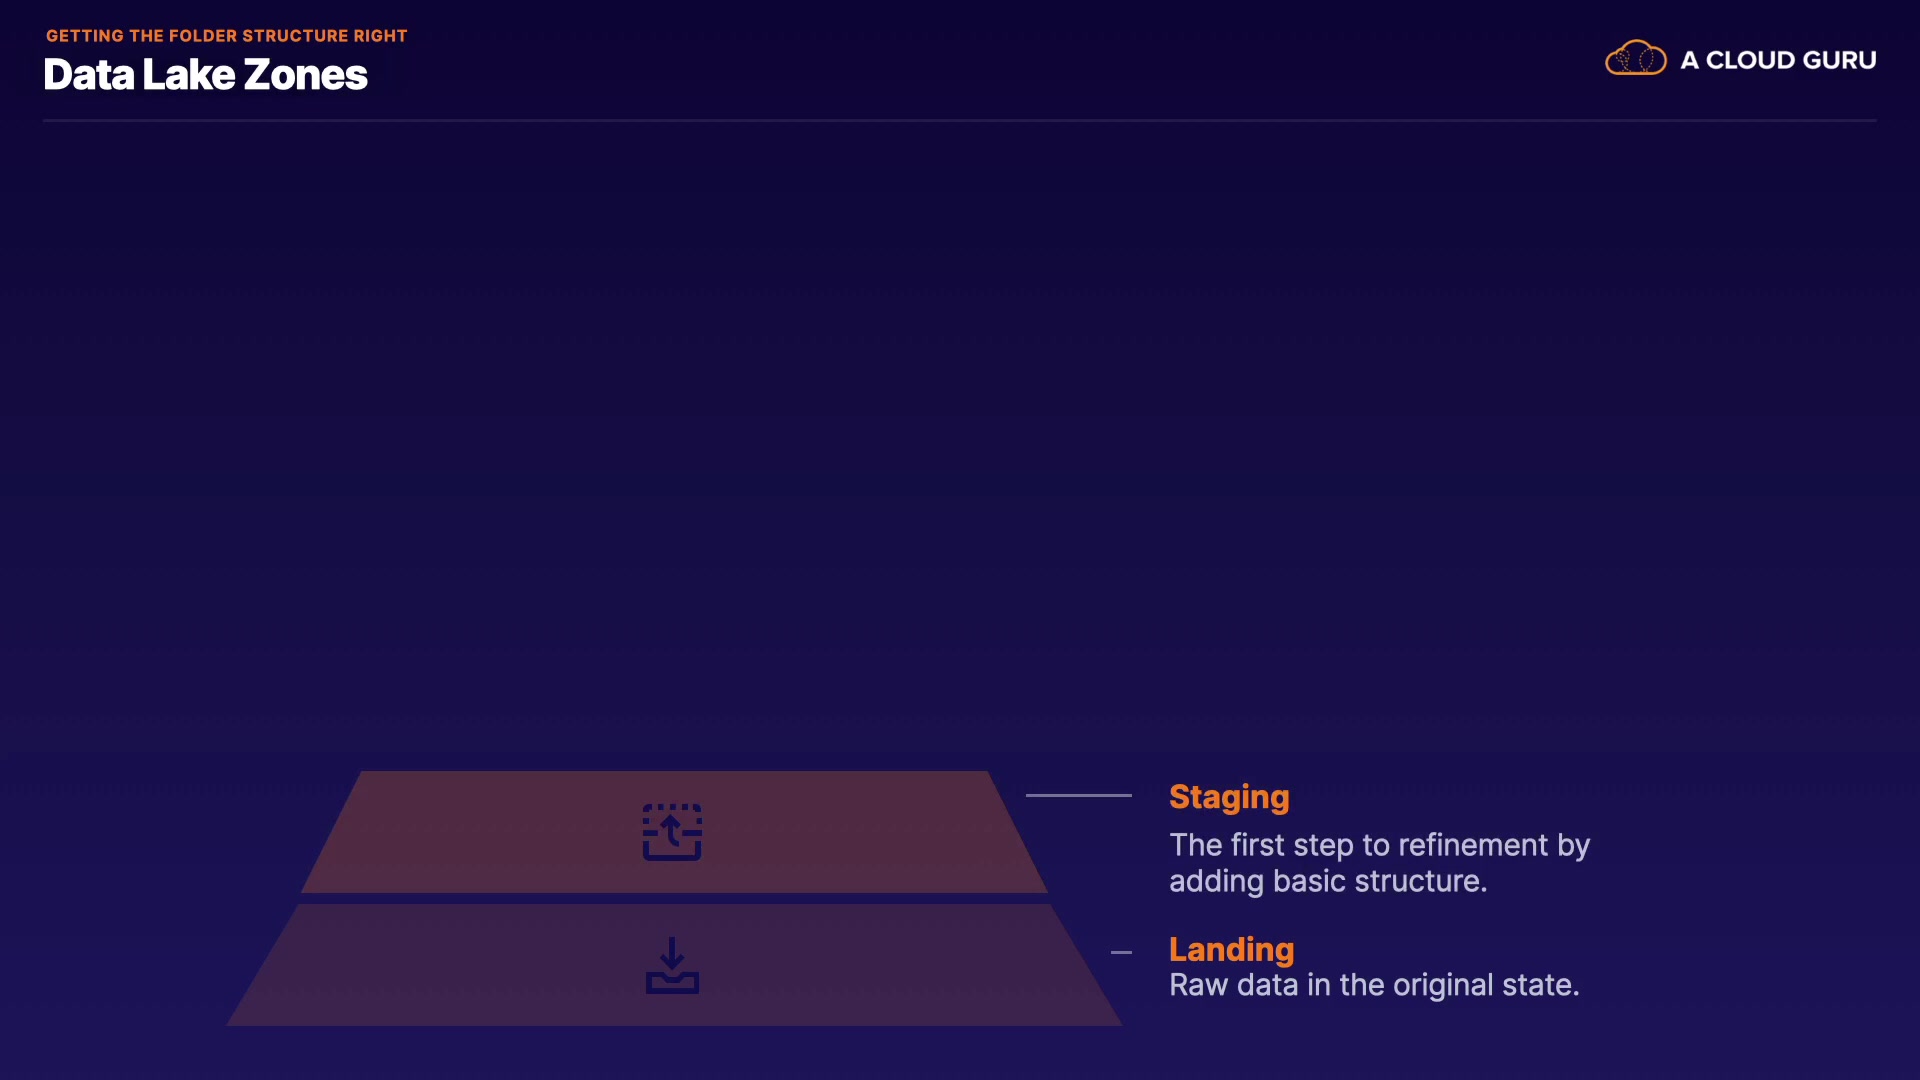 GETTING THE FOLDER STRUCTURE RIGHT
Data Lake Zones
A CLOUD GURU
Staging
The first step to refinement by
adding basic structure.
Landing
Raw data in the original state.